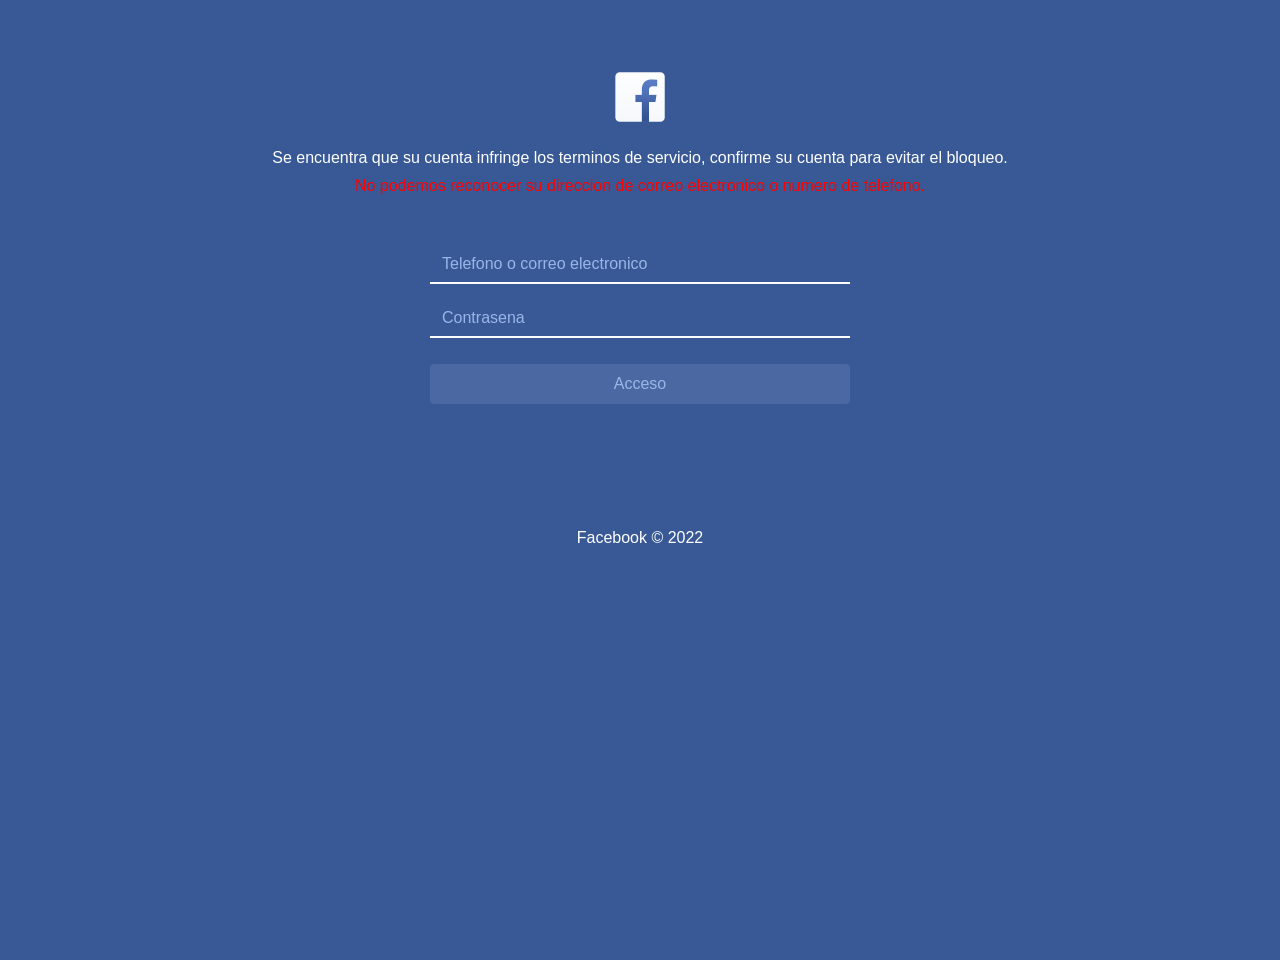 Se encuentra que su cuenta infringe los terminos de servicio, confirme su cuenta para evitar el bloqueo.
No podemos reconocer su direccion de correo electronico o numero de telefono.
Telefono o correo electronico
Contrasena
Acceso
Facebook © 2022